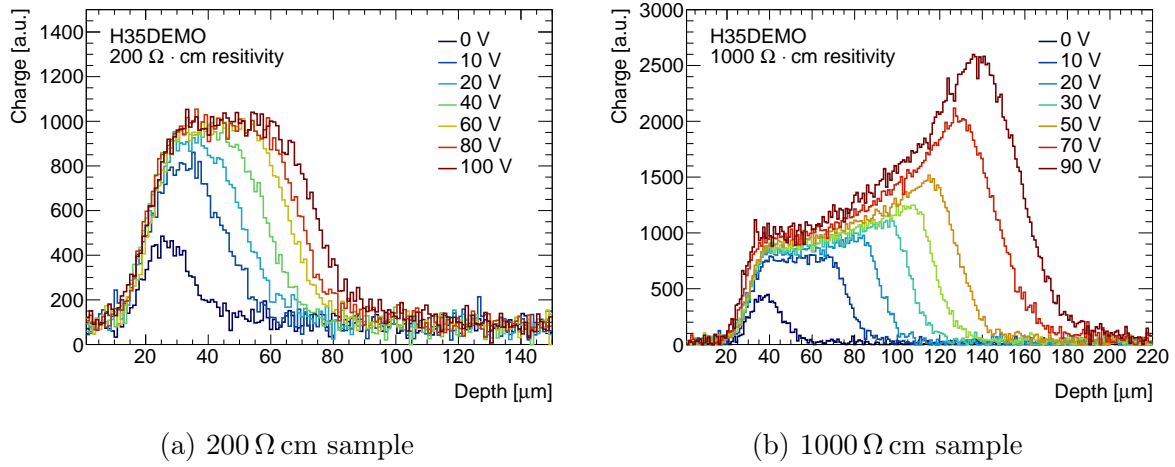 H35DEMO
200 Ω · cm resitivity
0 V
10 V
20 V
40 V
60 V
80 V
100 V
Charge [a.u.]
1400
1200
1000
800
600
400
200
0
20 40 60 80 100 120 140
Depth [μm]
(a) 200 Ω cm sample
H35DEMO
1000 Ω · cm resitivity
0 V
10 V
20 V
30 V
50 V
70 V
90 V
Charge [a.u.]
3000
2500
2000
1500
1000
500
0
20 40 60 80 100 120 140 160 180 200 220
Depth [μm]
(b) 1000 Ω cm sample